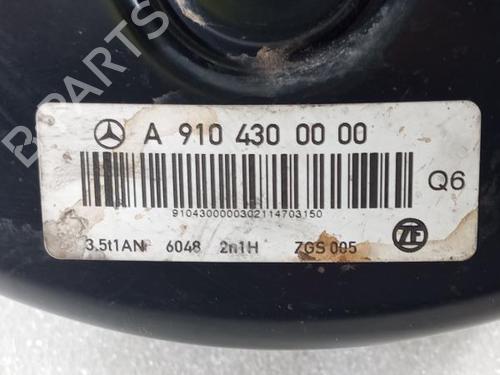 B-PARTS
A 910 430 00 00
Q6
9104300000302114703150
3.5t1AN 6048 2n1H ZGS 005
ZF